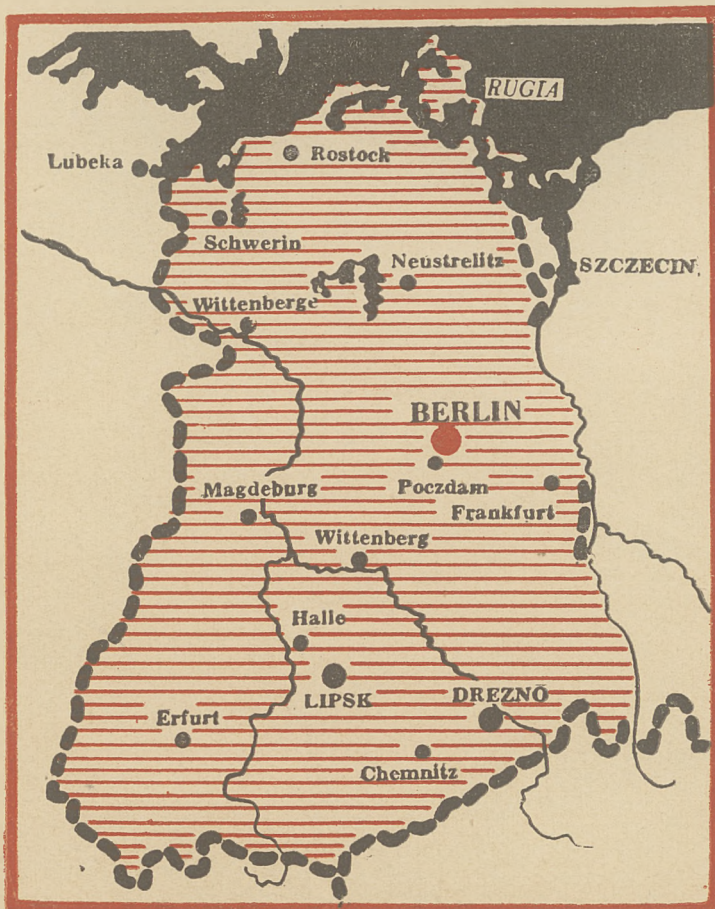 RUGIA
Lubeka
Rostock
Schwerin
Neustrelitz
SZCZECIN
Wittenberge
BERLIN
Magdeburg
Poczdam
Frankfurt
Wittenberg
Halle
LIPSK
DREZNO
Erfurt
Chemnitz